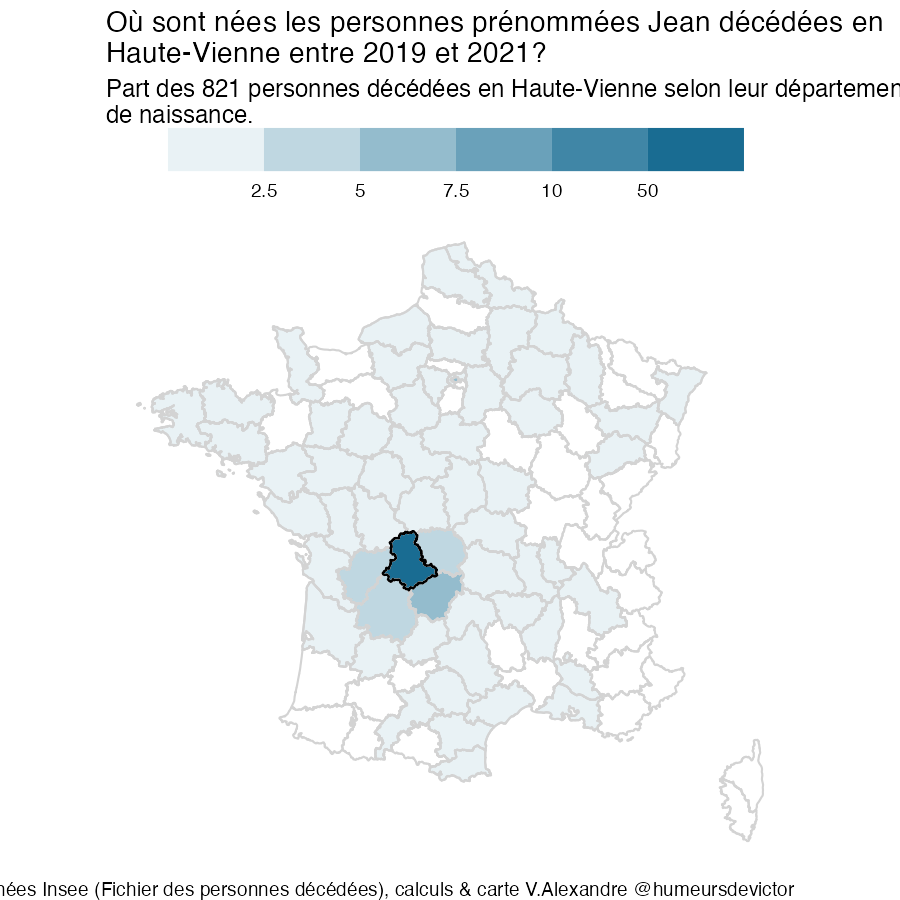 Où sont nées les personnes prénommées Jean décédées en
Haute-Vienne entre 2019 et 2021?
Part des 821 personnes décédées en Haute-Vienne selon leur départemen
de naissance.
2.5 5 7.5 10 50
nées Insee (Fichier des personnes décédées), calculs & carte V.Alexandre @humeursdevictor